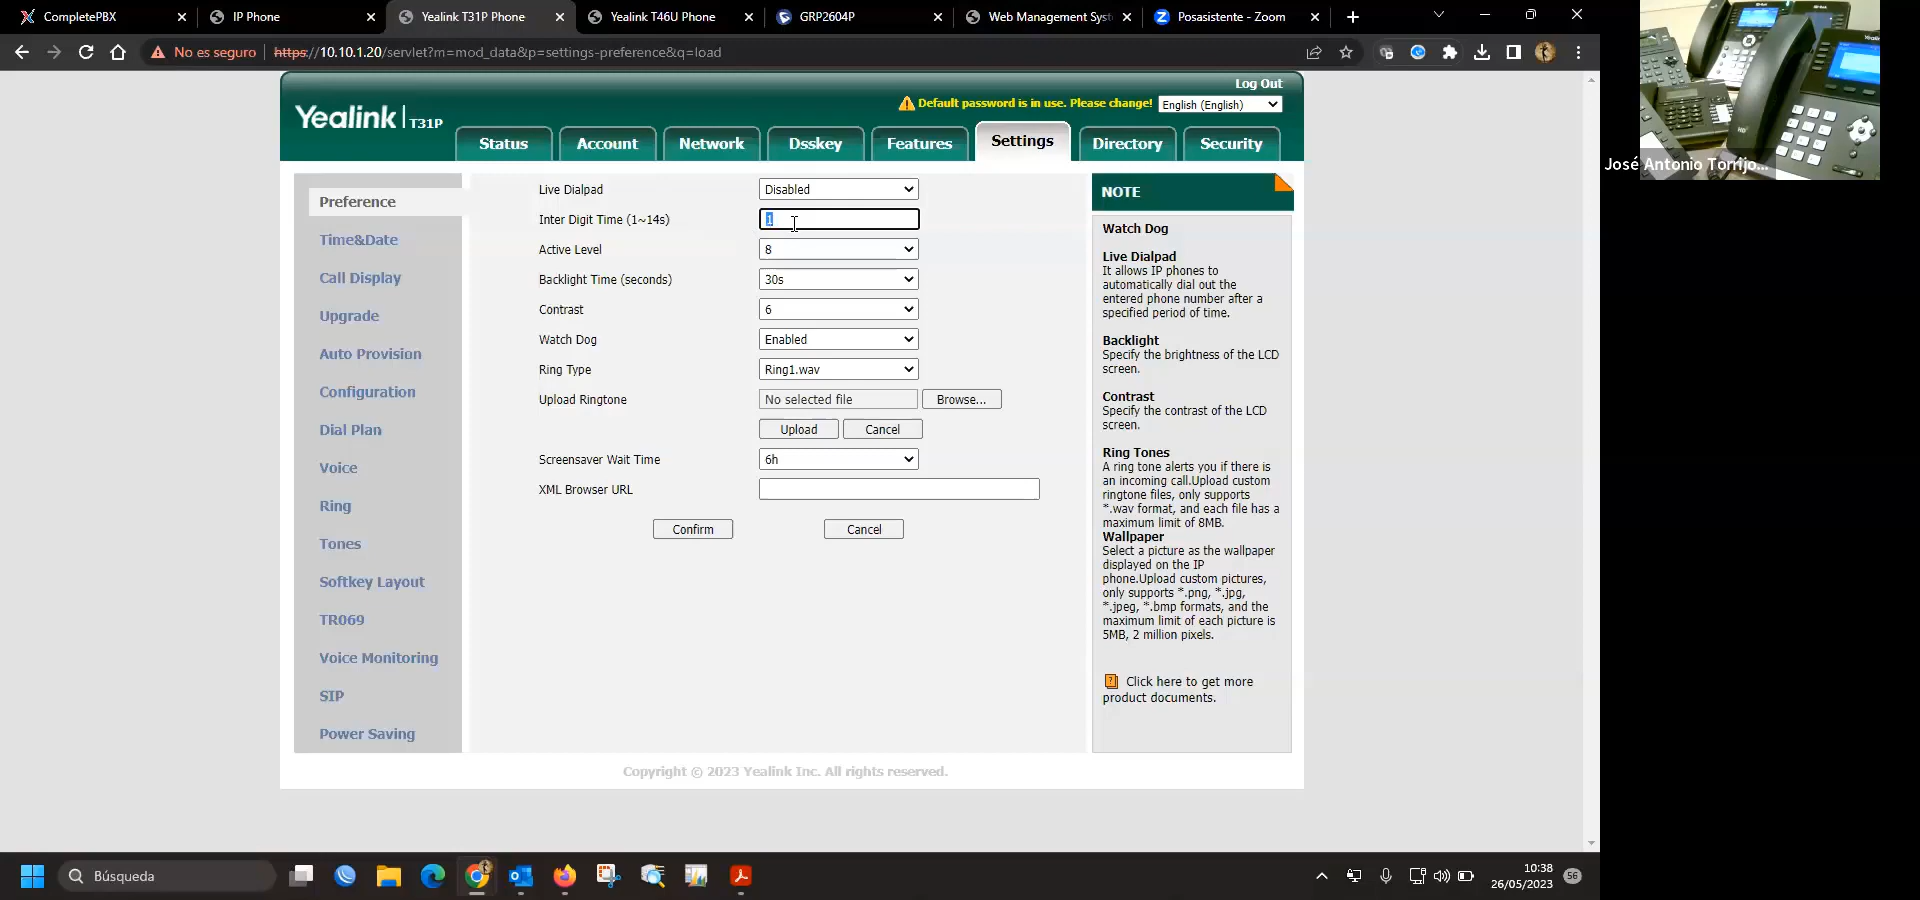 CompletePBX
IP Phone
Yealink T31P Phone
Yealink T46U Phone
GRP2604P
Web Management Syst
Posasistente - Zoom
No es seguro
https://10.10.1.20/servlet?m=mod_data&p=settings-preference&q=load
José Antonio Torrijo...
Log Out
Default password is in use. Please change!
English (English)
Yealink | T31P
Status
Account
Network
Dsskey
Features
Settings
Directory
Security
Preference
Time&Date
Call Display
Upgrade
Auto Provision
Configuration
Dial Plan
Voice
Ring
Tones
Softkey Layout
TR069
Voice Monitoring
SIP
Power Saving
Live Dialpad
Disabled
Inter Digit Time (1~14s)
1
Active Level
8
Backlight Time (seconds)
30s
Contrast
6
Watch Dog
Enabled
Ring Type
Ring1.wav
Upload Ringtone
No selected file
Browse...
Upload
Cancel
Screensaver Wait Time
6h
XML Browser URL
Confirm
Cancel
NOTE
Watch Dog
Live Dialpad
It allows IP phones to
automatically dial out the
entered phone number after a
specified period of time.
Backlight
Specify the brightness of the LCD
screen.
Contrast
Specify the contrast of the LCD
screen.
Ring Tones
A ring tone alerts you if there is
an incoming call.Upload custom
ringtone files, only supports
*.wav format, and each file has a
maximum limit of 8MB.
Wallpaper
Select a picture as the wallpaper
displayed on the IP
phone.Upload custom pictures,
only supports *.png, *.jpg,
*.jpeg, *.bmp formats, and the
maximum limit of each picture is
5MB, 2 million pixels.
Click here to get more
product documents.
Copyright © 2023 Yealink Inc. All rights reserved.
Búsqueda
10:38
26/05/2023
56